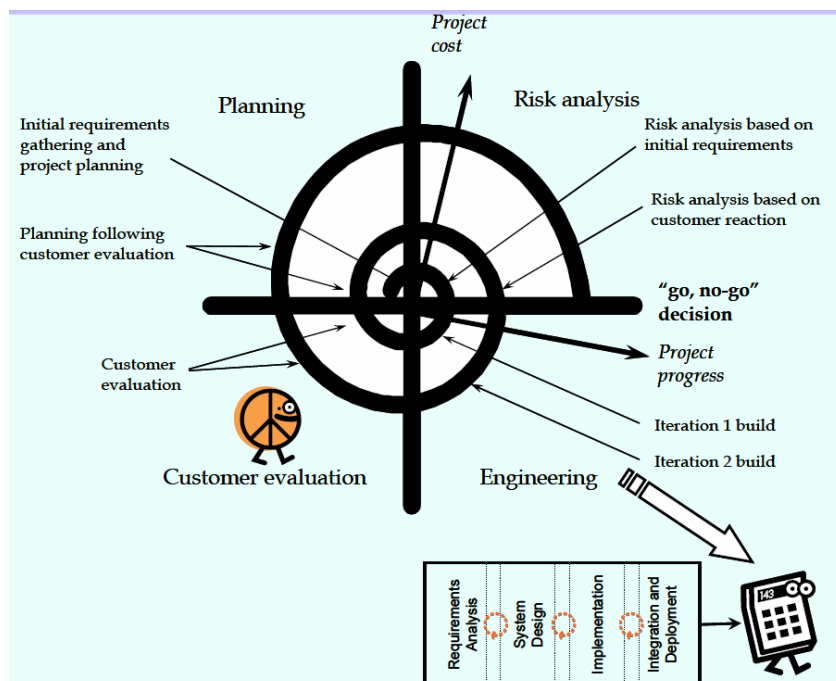 Project
cost
Planning
Risk analysis
Initial requirements
gathering and
project planning
Risk analysis based on
initial requirements
Planning following
customer evaluation
Risk analysis based on
customer reaction
“go, no-go”
decision
Project
progress
Customer
evaluation
Iteration 1 build
Iteration 2 build
Customer evaluation
Engineering
Requirements
Analysis
System
Design
Implementation
Integration and
Deployment
143